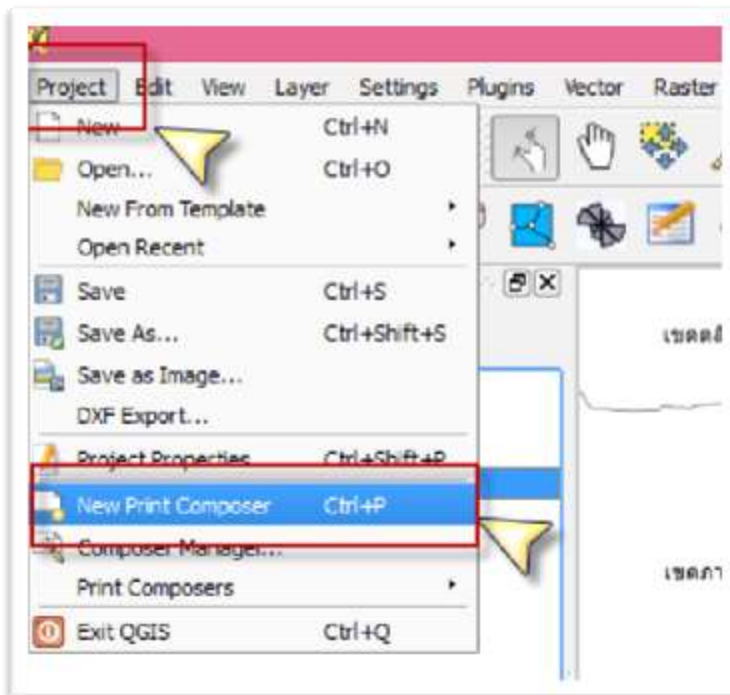 Project Edit View Layer Settings Plugins Vector Raster
New Ctrl+N
Open... Ctrl+O
New From Template
Open Recent
Save Ctrl+S
Save As... Ctrl+Shift+S
Save as Image...
DXF Export...
Project Properties Ctrl+Shift+P
New Print Composer Ctrl+P
Composer Manager...
Print Composers
Exit QGIS Ctrl+Q